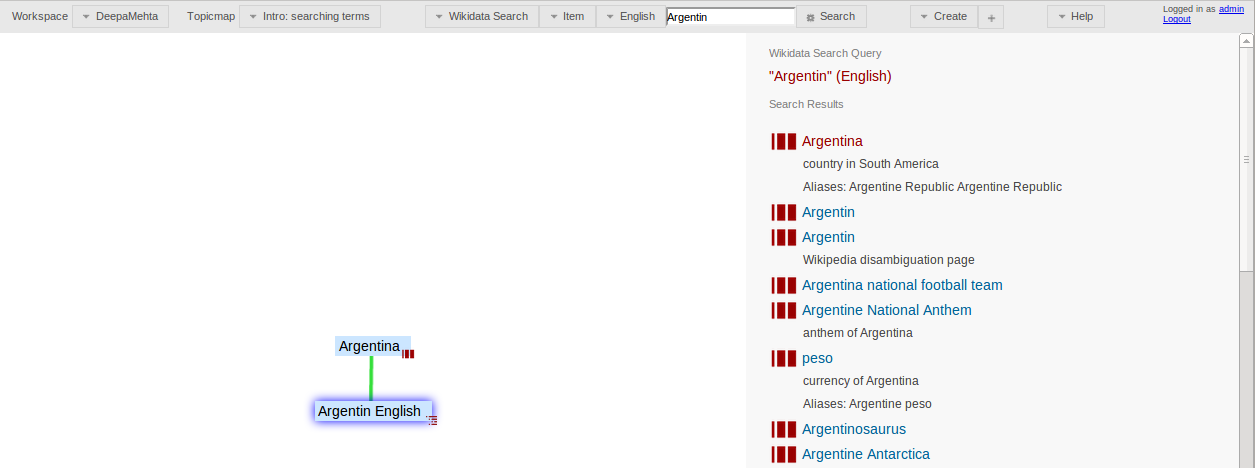 Workspace DeepaMehta Topicmap Intro: searching terms Wikidata Search Item English Argentin Search Create + Help Logged in as admin
Logout
Wikidata Search Query
"Argentin" (English)
Search Results
Argentina
country in South America
Aliases: Argentine Republic Argentine Republic
Argentin
Argentin
Wikipedia disambiguation page
Argentina national football team
Argentine National Anthem
anthem of Argentina
peso
currency of Argentina
Aliases: Argentine peso
Argentinosaurus
Argentine Antarctica
Argentina
Argentin English